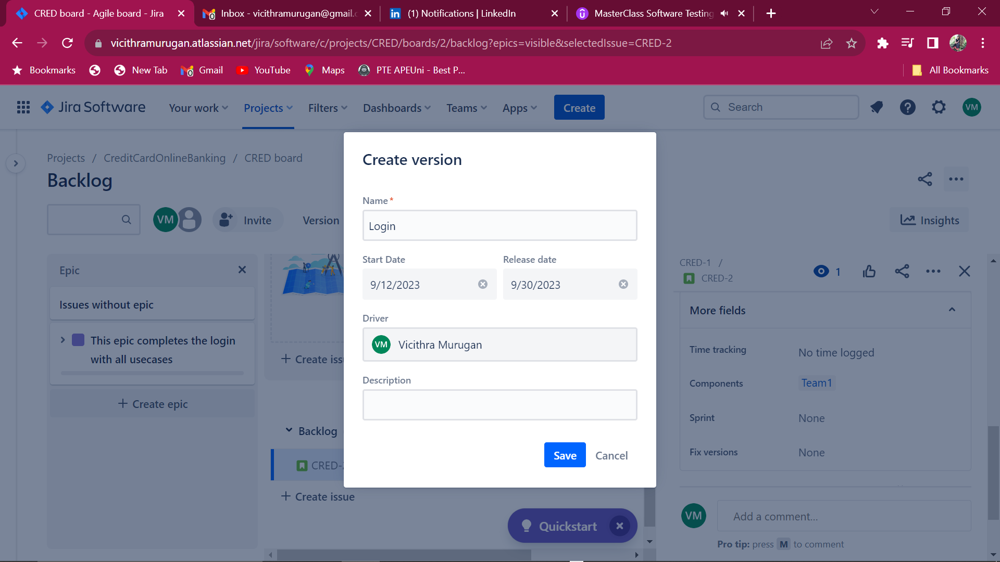 CRED board - Agile board - Jira
Inbox - vicithramurugan@gmail.c
(1) Notifications | LinkedIn
MasterClass Software Testing
vicithramurugan.atlassian.net/jira/software/c/projects/CRED/boards/2/backlog?epics=visible&selectedIssue=CRED-2
Bookmarks
New Tab
Gmail
YouTube
Maps
PTE APEUni - Best P...
All Bookmarks
Jira Software
Your work
Projects
Filters
Dashboards
Teams
Apps
Create
Search
VM
Projects / CreditCardOnlineBanking / CRED board
Backlog
VM
Invite
Version
Insights
Epic
Issues without epic
This epic completes the login
with all usecases
+ Create epic
+ Create iss
Backlog
CRED-2
+ Create issue
Quickstart
Create version
Name*
Login
Start Date
Release date
9/12/2023
9/30/2023
Driver
VM Vicithra Murugan
Description
Save
Cancel
CRED-1 /
CRED-2
1
More fields
Time tracking
No time logged
Components
Team1
Sprint
None
Fix versions
None
VM
Add a comment...
Pro tip: press M to comment